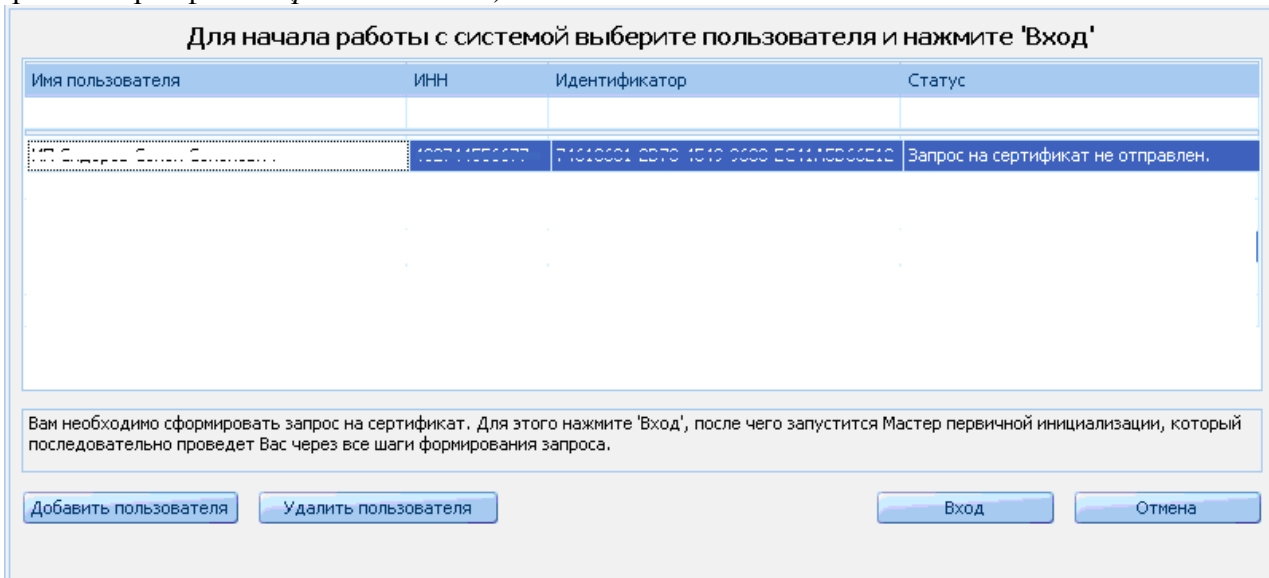 Для начала работы с системой выберите пользователя и нажмите 'Вход'
Имя пользователя ИНН Идентификатор Статус
Запрос на сертификат не отправлен.
Вам необходимо сформировать запрос на сертификат. Для этого нажмите 'Вход', после чего запустится Мастер первичной инициализации, который
последовательно проведет Вас через все шаги формирования запроса.
Добавить пользователя Удалить пользователя Вход Отмена